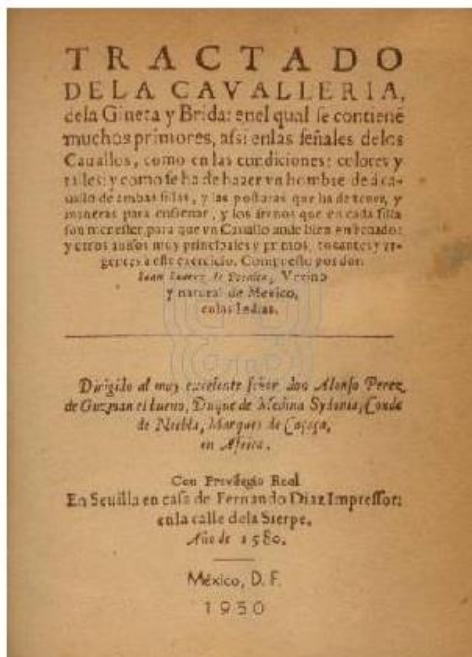 TRACTADO
DELA CAVALLERIA,
dela Gineta y Brida: enel qual se contienē
muchos primores, assi enlas señales delos
Cauallos, como en las condiciones: colores y
talles: y como se ha de hazer vn hombre de á ca-
uallo de ambas sillas, y las posturas que ha de tener, y
maneras para enfrenar, y los frenos que en cada silla
son menester, para que vn Cauallo ande bien enfrenado:
y otros auisos muy principales y primos, tocantes y vr-
gentes a este exercicio. Compuesto por don
Iuan Suarez de Peralta, Vezino
y natural de Mexico,
enlas Indias.
Dirigido al muy excelente señor don Alonso Perez
de Guzman el bueno, Duque de Medina Sydonia, Conde
de Niebla, Marques de Caçaça,
en Africa.
Con Preuilegio Real
En Seuilla en casa de Fernando Diaz Impressor:
enla calle dela Sierpe.
Año de 1580.
México, D. F.
1950